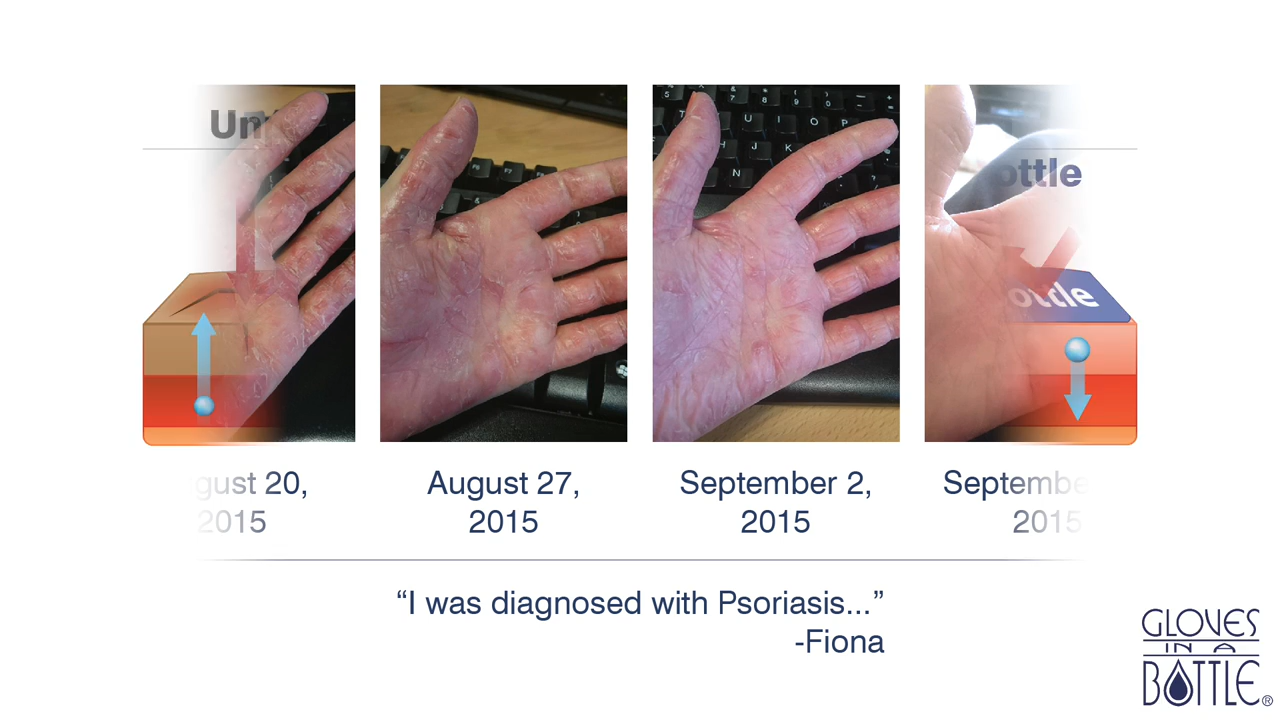 Un
ottle
ottle
gust 20,
2015
August 27,
2015
September 2,
2015
Septembe
2015
“I was diagnosed with Psoriasis...”
-Fiona
GLOVES
IN A
BOTTLE®